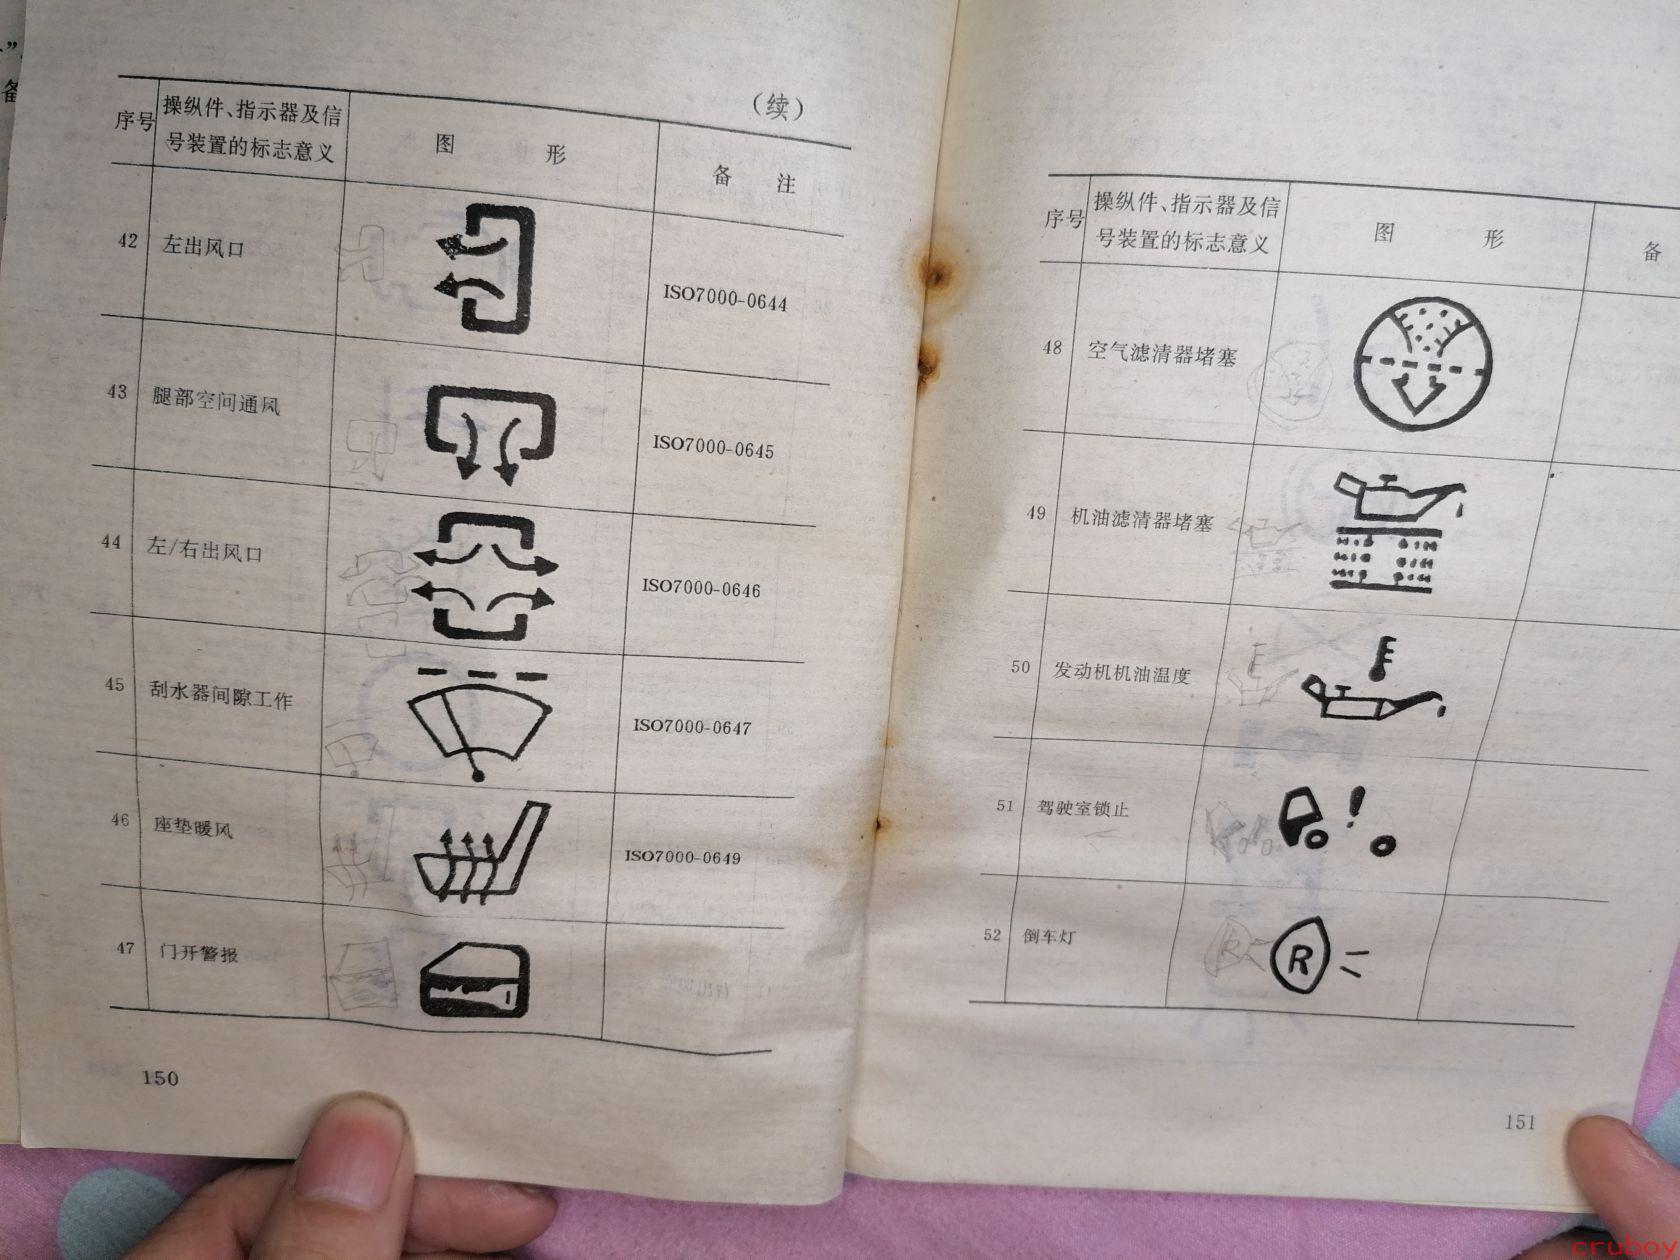 （续）
序号 操纵件、指示器及信号装置的标志意义 图 形 备 注
42 左出风口 ISO7000-0644
43 腿部空间通风 ISO7000-0645
44 左/右出风口 ISO7000-0646
45 刮水器间隙工作 ISO7000-0647
46 座垫暖风 ISO7000-0649
47 门开警报
150
序号 操纵件、指示器及信号装置的标志意义 图 形 备
48 空气滤清器堵塞
49 机油滤清器堵塞
50 发动机机油温度
51 驾驶室锁止
52 倒车灯 R
151
cruboy